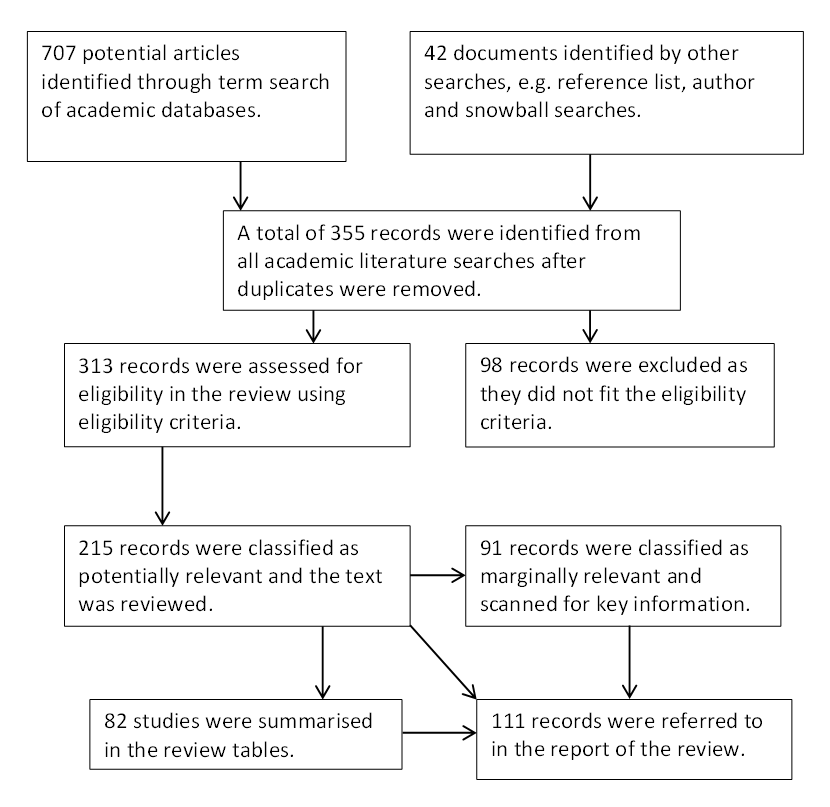 707 potential articles
identified through term search
of academic databases.
42 documents identified by other
searches, e.g. reference list, author
and snowball searches.
A total of 355 records were identified from
all academic literature searches after
duplicates were removed.
313 records were assessed for
eligibility in the review using
eligibility criteria.
98 records were excluded as
they did not fit the eligibility
criteria.
215 records were classified as
potentially relevant and the text
was reviewed.
91 records were classified as
marginally relevant and
scanned for key information.
82 studies were summarised
in the review tables.
111 records were referred to
in the report of the review.